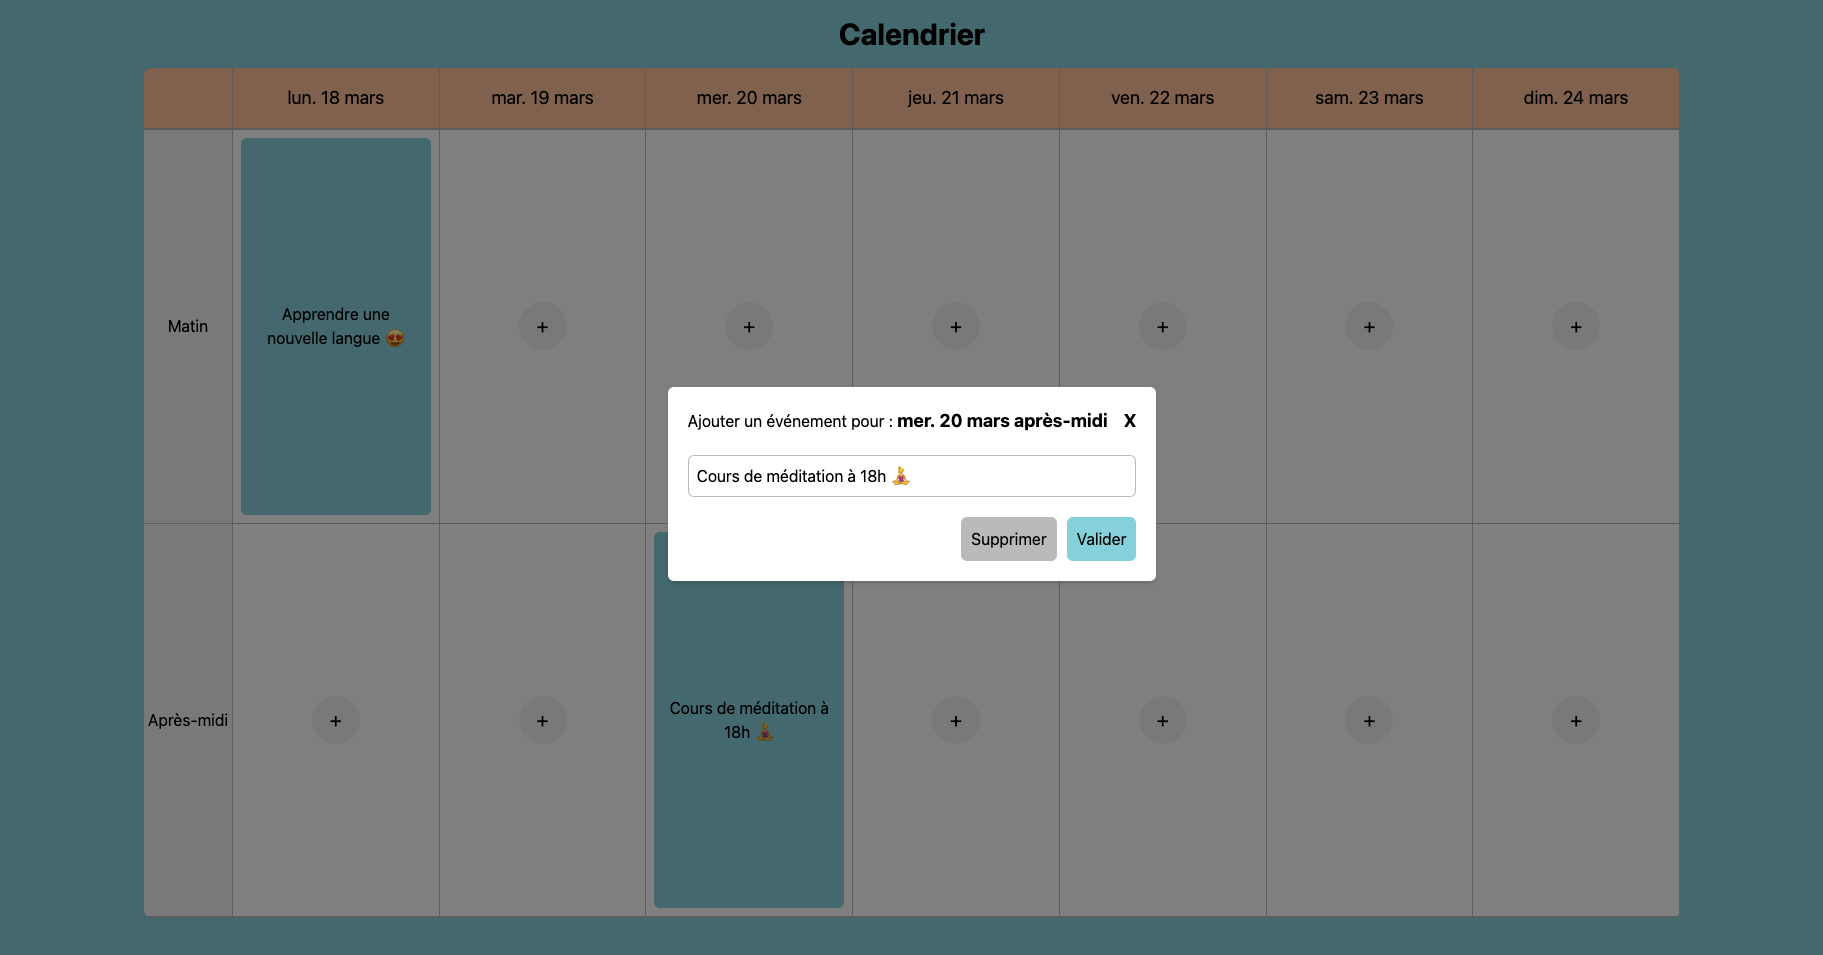 Calendrier
lun. 18 mars
mar. 19 mars
mer. 20 mars
jeu. 21 mars
ven. 22 mars
sam. 23 mars
dim. 24 mars
Matin
Apprendre une
nouvelle langue 😍
+
+
+
+
+
+
Ajouter un événement pour : mer. 20 mars après-midi X
Cours de méditation à 18h 🧘
Supprimer
Valider
Après-midi
+
+
Cours de méditation à
18h 🧘
+
+
+
+